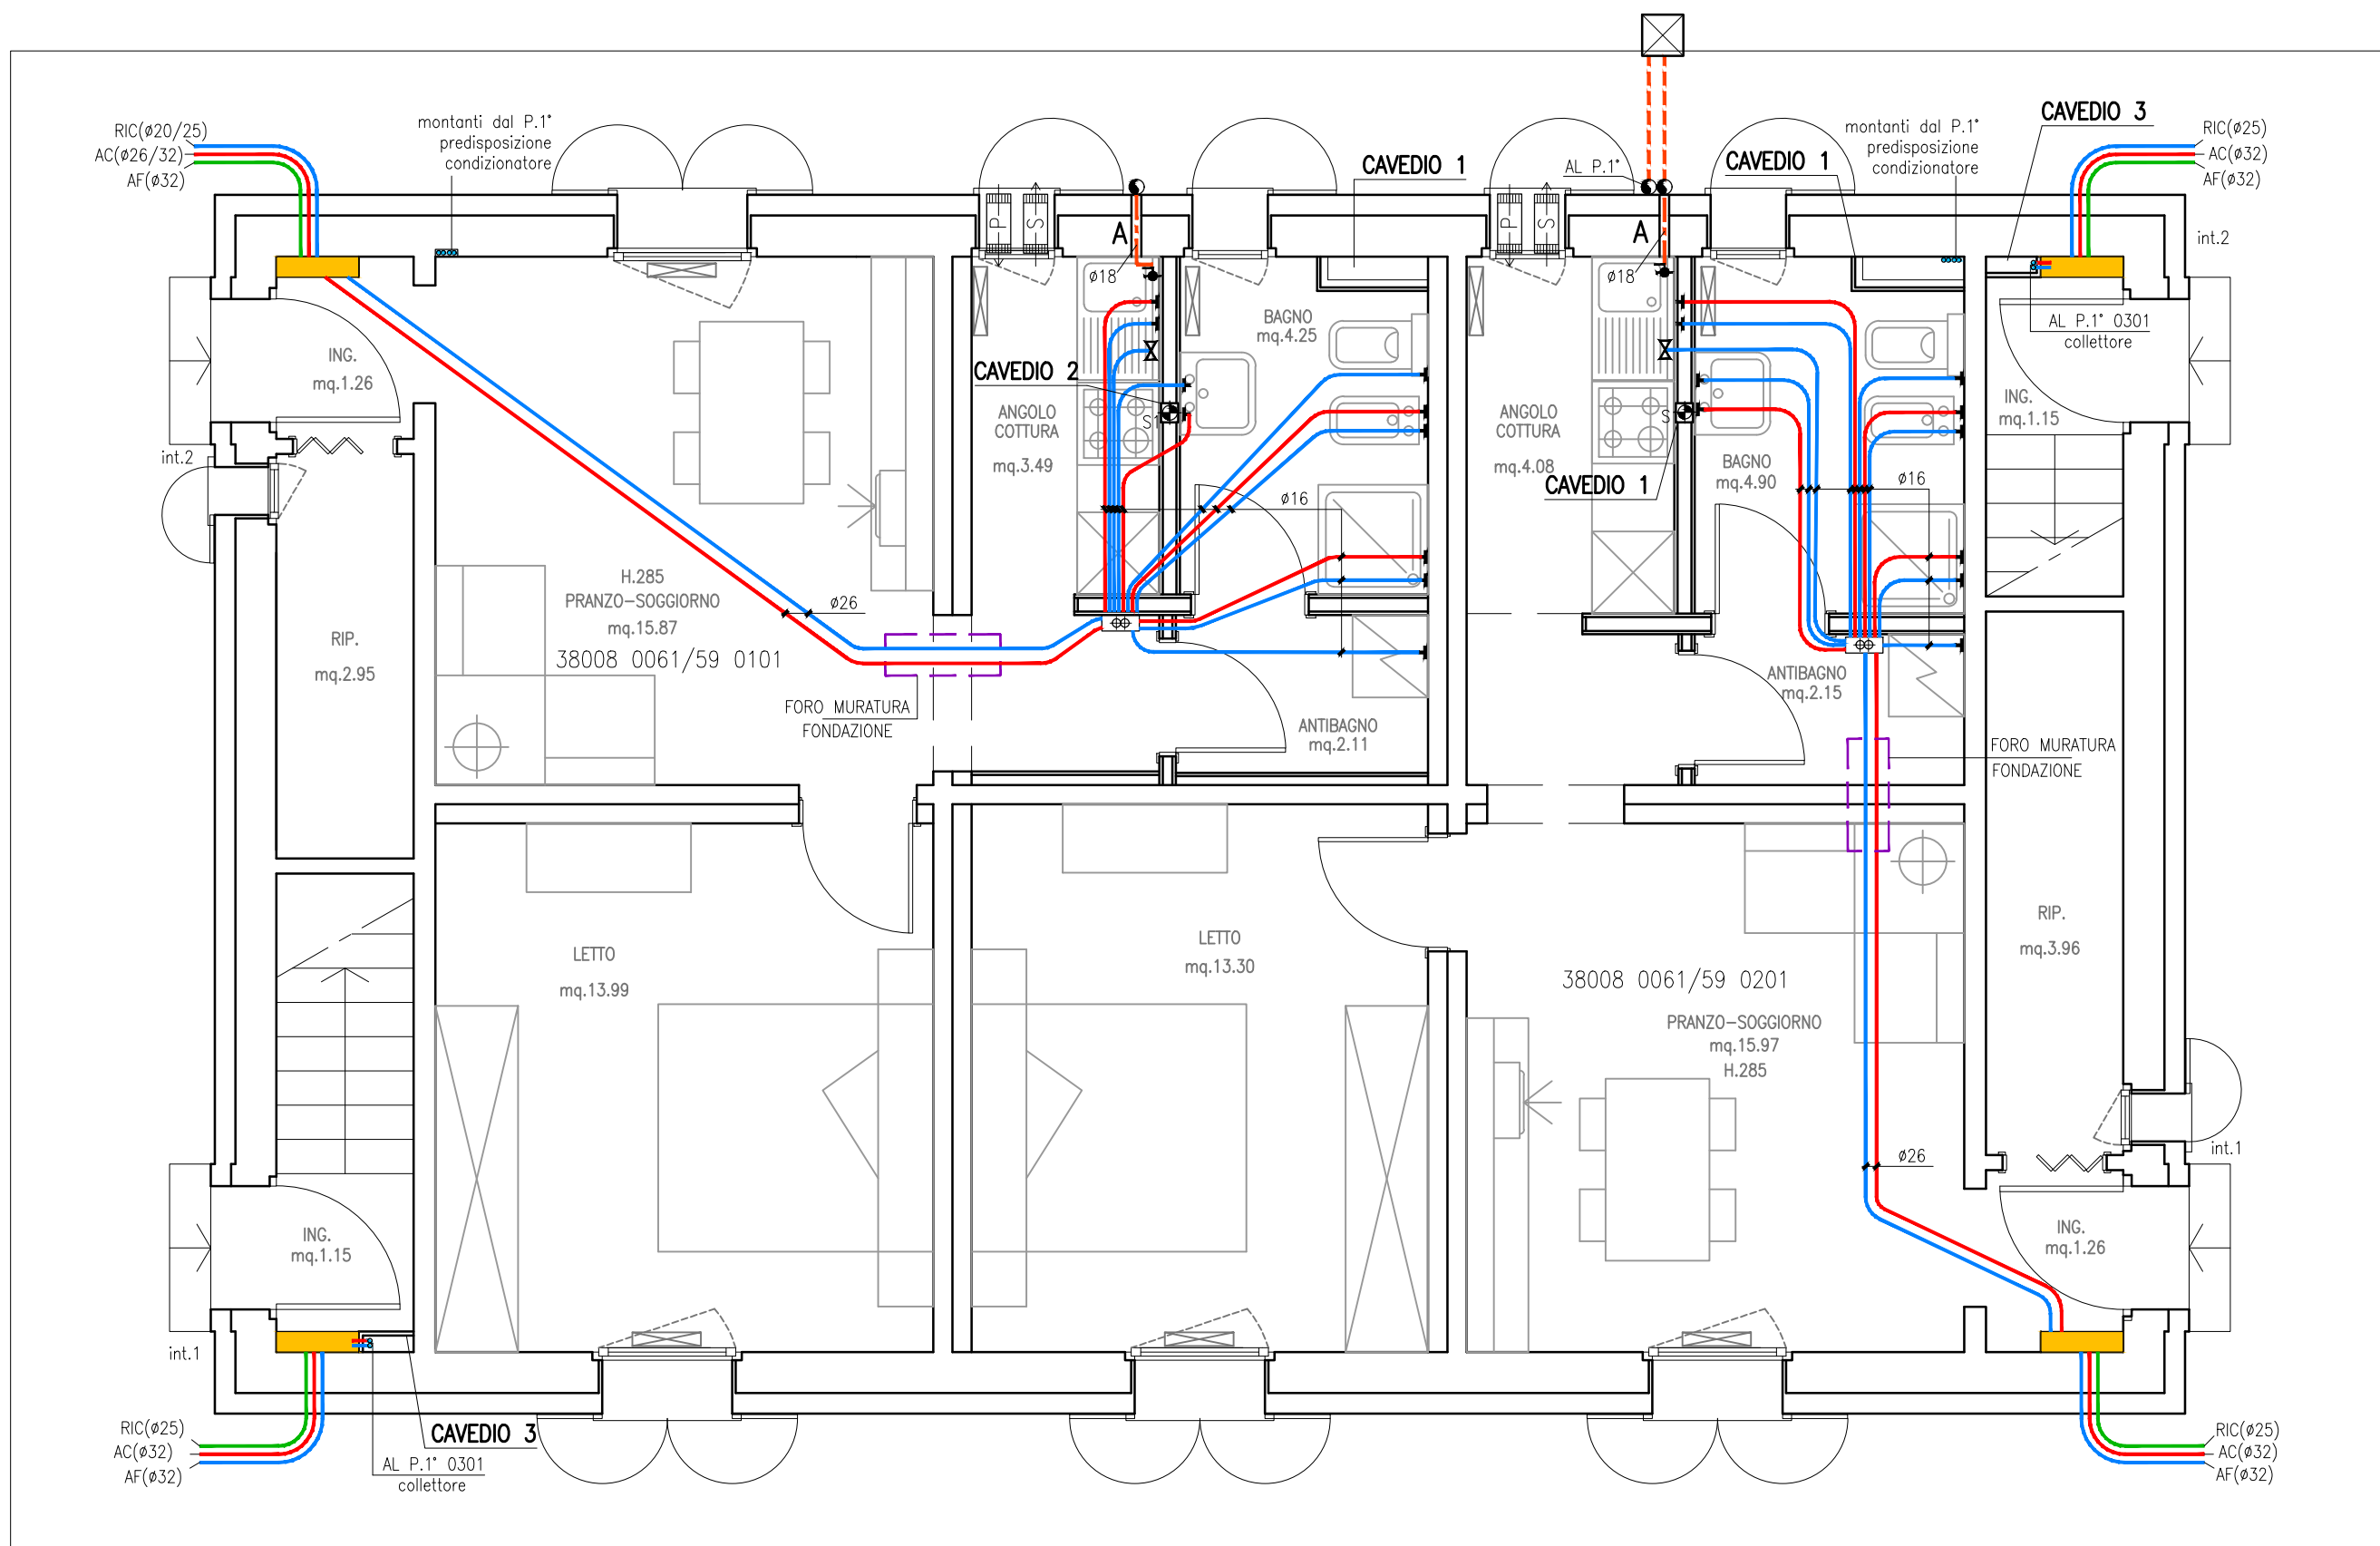 CAVEDIO 3
RIC(ø20/25)
AC(ø26/32)
AF(ø32)
montanti dal P.1°
predisposizione
condizionatore
CAVEDIO 1
AL P.1°
CAVEDIO 1
montanti dal P.1°
predisposizione
condizionatore
RIC(ø25)
AC(ø32)
AF(ø32)
int.2
P
S
A
ø18
P
S
A
ø18
BAGNO
mq.4.25
AL P.1° 0301
collettore
ING.
mq.1.26
CAVEDIO 2
ANGOLO
COTTURA
mq.3.49
S1
ANGOLO
COTTURA
mq.4.08
S
ING.
mq.1.15
int.2
CAVEDIO 1
BAGNO
mq.4.90
ø16
ø16
H.285
PRANZO-SOGGIORNO
mq.15.87
38008 0061/59 0101
ø26
RIP.
mq.2.95
FORO MURATURA
FONDAZIONE
ANTIBAGNO
mq.2.11
ANTIBAGNO
mq.2.15
FORO MURATURA
FONDAZIONE
LETTO
mq.13.99
LETTO
mq.13.30
38008 0061/59 0201
PRANZO-SOGGIORNO
mq.15.97
H.285
RIP.
mq.3.96
ø26
int.1
ING.
mq.1.15
ING.
mq.1.26
int.1
RIC(ø25)
AC(ø32)
AF(ø32)
CAVEDIO 3
AL P.1° 0301
collettore
RIC(ø25)
AC(ø32)
AF(ø32)